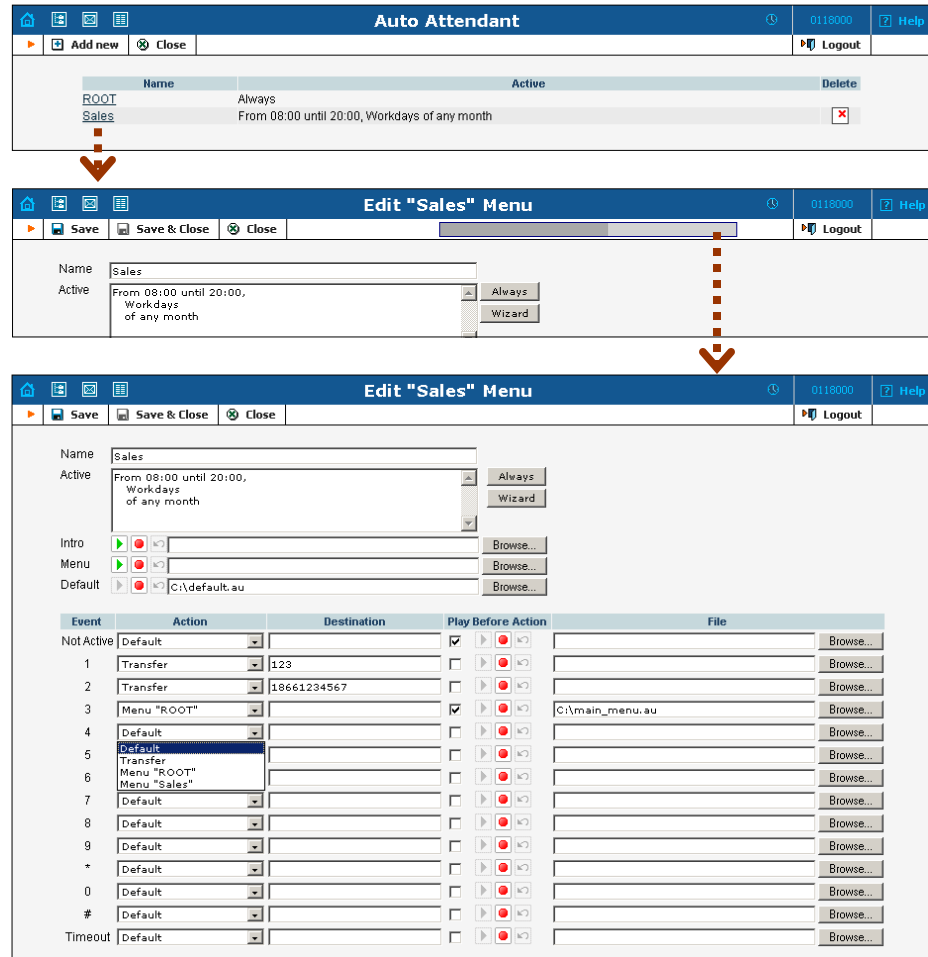 Auto Attendant 0118000 ? Help
Add new Close Logout
Name Active Delete
ROOT Always
Sales From 08:00 until 20:00, Workdays of any month
Edit "Sales" Menu 0118000 ? Help
Save Save & Close Close Logout
Name Sales
Active From 08:00 until 20:00, Always
Workdays Wizard
of any month
Edit "Sales" Menu 0118000 ? Help
Save Save & Close Close Logout
Name Sales
Active From 08:00 until 20:00, Always
Workdays
of any month Wizard
Intro Browse...
Menu Browse...
Default C:\default.au Browse...
Event Action Destination Play Before Action File
Not Active Default Browse...
1 Transfer 123 Browse...
2 Transfer 18661234567 Browse...
3 Menu "ROOT" C:\main_menu.au Browse...
4 Default Browse...
Default
5 Transfer Browse...
Menu "ROOT"
6 Menu "Sales" Browse...
7 Default Browse...
8 Default Browse...
9 Default Browse...
* Default Browse...
0 Default Browse...
# Default Browse...
Timeout Default Browse...